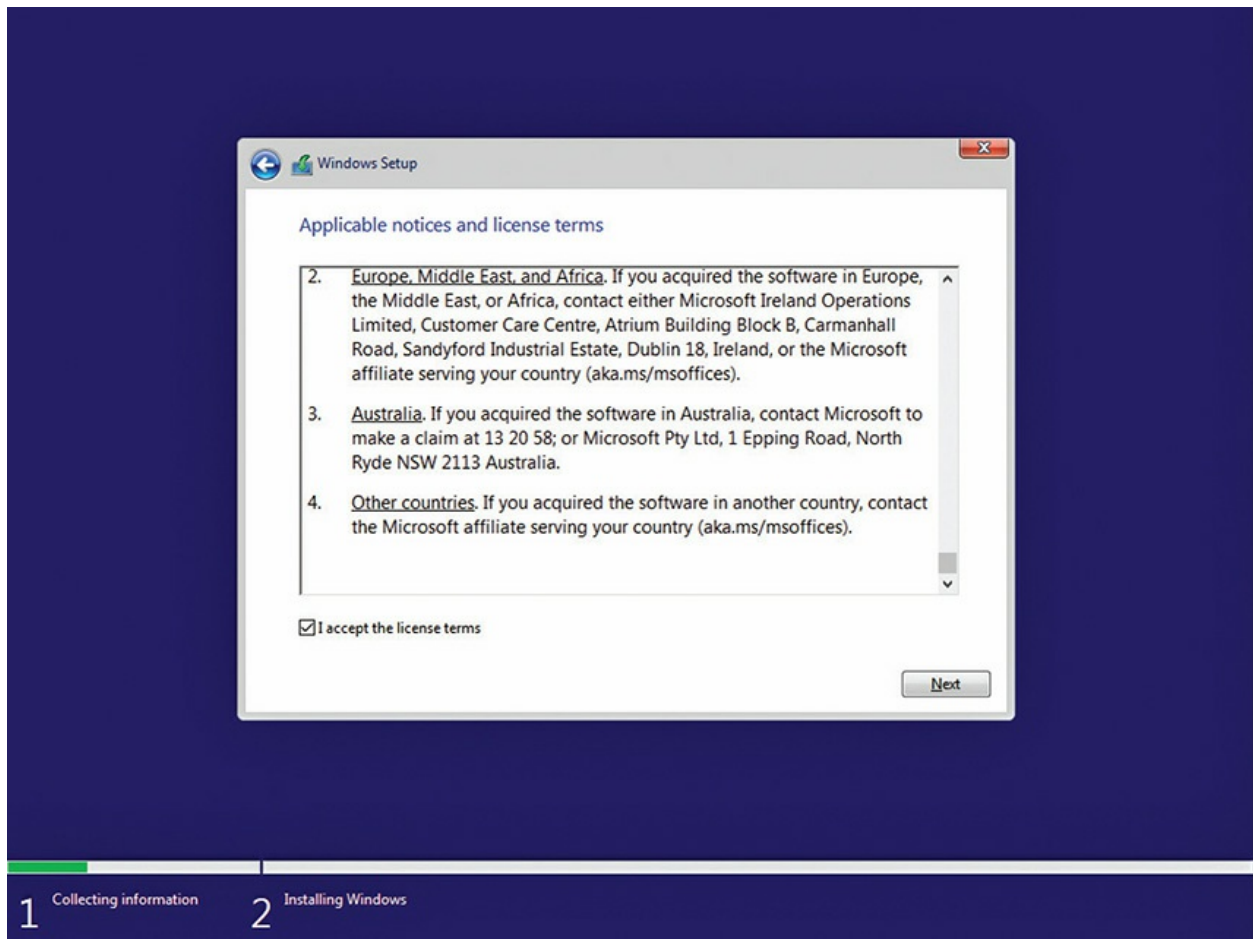 Windows Setup
Applicable notices and license terms
2. Europe, Middle East, and Africa. If you acquired the software in Europe,
the Middle East, or Africa, contact either Microsoft Ireland Operations
Limited, Customer Care Centre, Atrium Building Block B, Carmanhall
Road, Sandyford Industrial Estate, Dublin 18, Ireland, or the Microsoft
affiliate serving your country (aka.ms/msoffices).
3. Australia. If you acquired the software in Australia, contact Microsoft to
make a claim at 13 20 58; or Microsoft Pty Ltd, 1 Epping Road, North
Ryde NSW 2113 Australia.
4. Other countries. If you acquired the software in another country, contact
the Microsoft affiliate serving your country (aka.ms/msoffices).
I accept the license terms
Next
1 Collecting information
2 Installing Windows